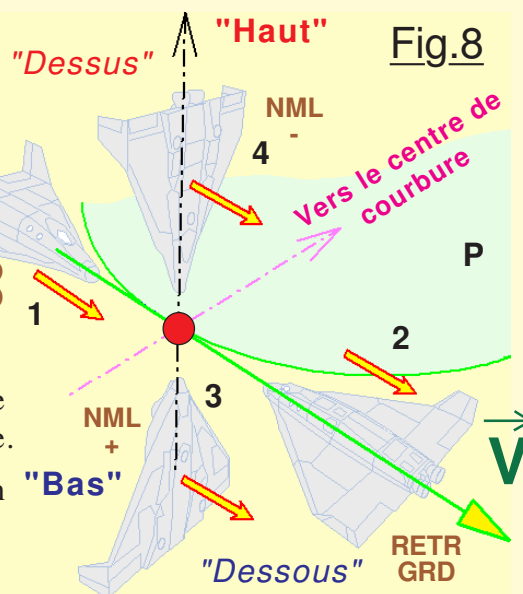 "Haut"
Fig.8
"Dessus"
NML
-
4
Vers le centre de
courbure
P
1
2
3
e
e.
NML
+
"Bas"
V
"Dessous"
RETR
GRD